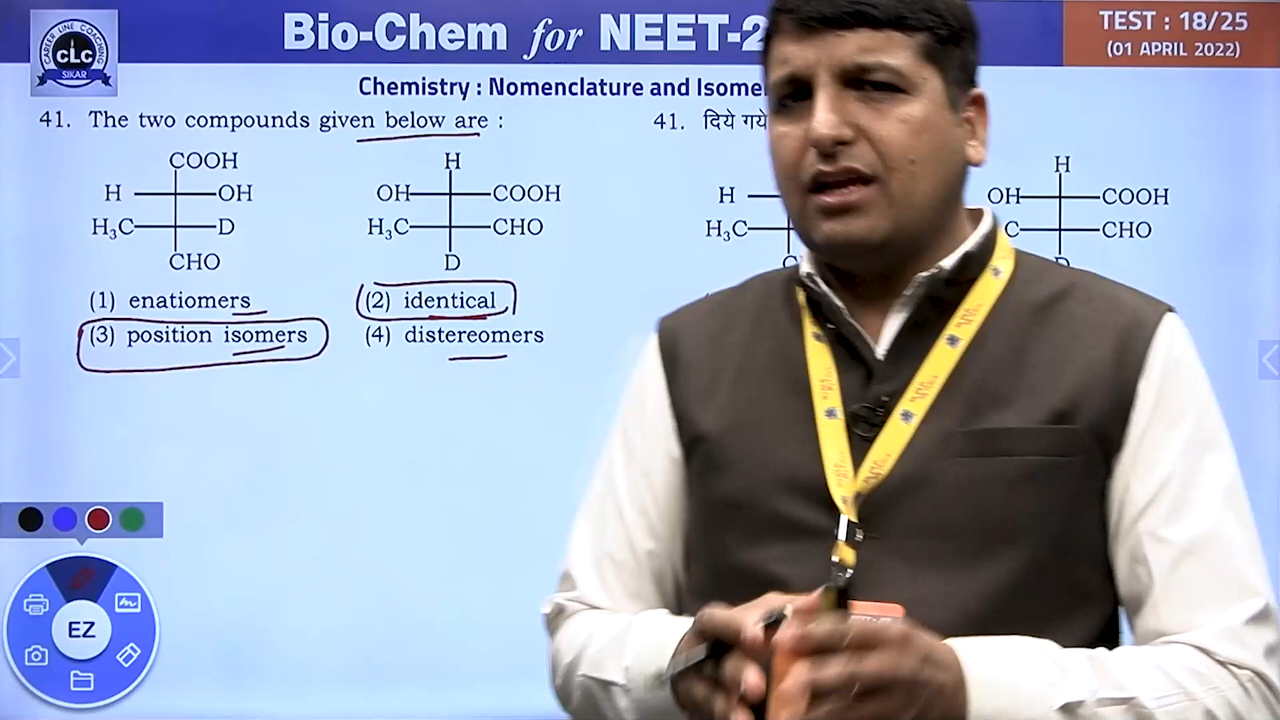 CAREER LINE COACHING
CLC
SIKAR
Bio-Chem for NEET-2
TEST : 18/25
(01 APRIL 2022)
Chemistry : Nomenclature and Isome
41. The two compounds given below are :
41. दिये गये
COOH
H
H OH
OH COOH
H₃C D
H₃C CHO
CHO
D
H
H
OH COOH
H₃C
C CHO
(1) enatiomers
(2) identical
(3) position isomers
(4) distereomers
EZ